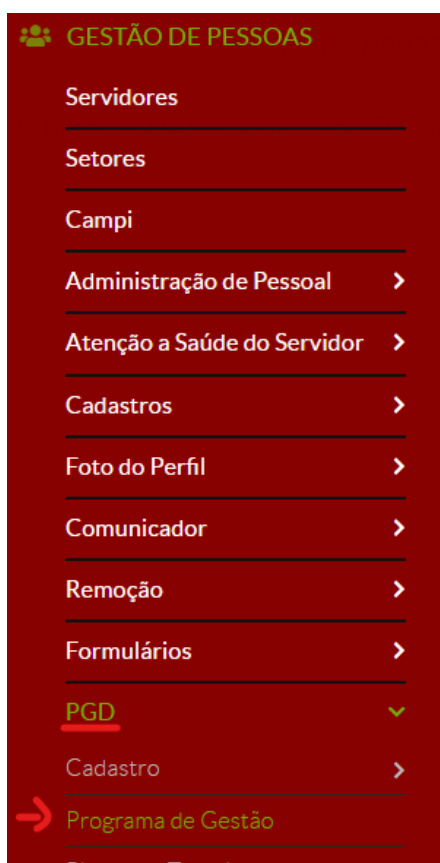 GESTÃO DE PESSOAS
Servidores
Setores
Campi
Administração de Pessoal
Atenção a Saúde do Servidor
Cadastros
Foto do Perfil
Comunicador
Remoção
Formulários
PGD
Cadastro
Programa de Gestão